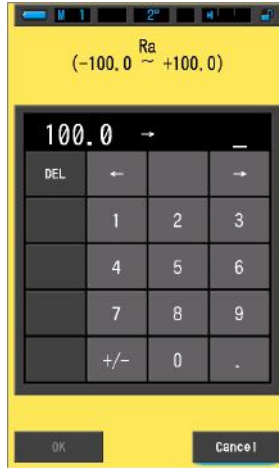 M 1 2°
Ra
(-100.0 ~ +100.0)
100.0 → _
DEL ← →
1 2 3
4 5 6
7 8 9
+/- 0 .
OK Cancel